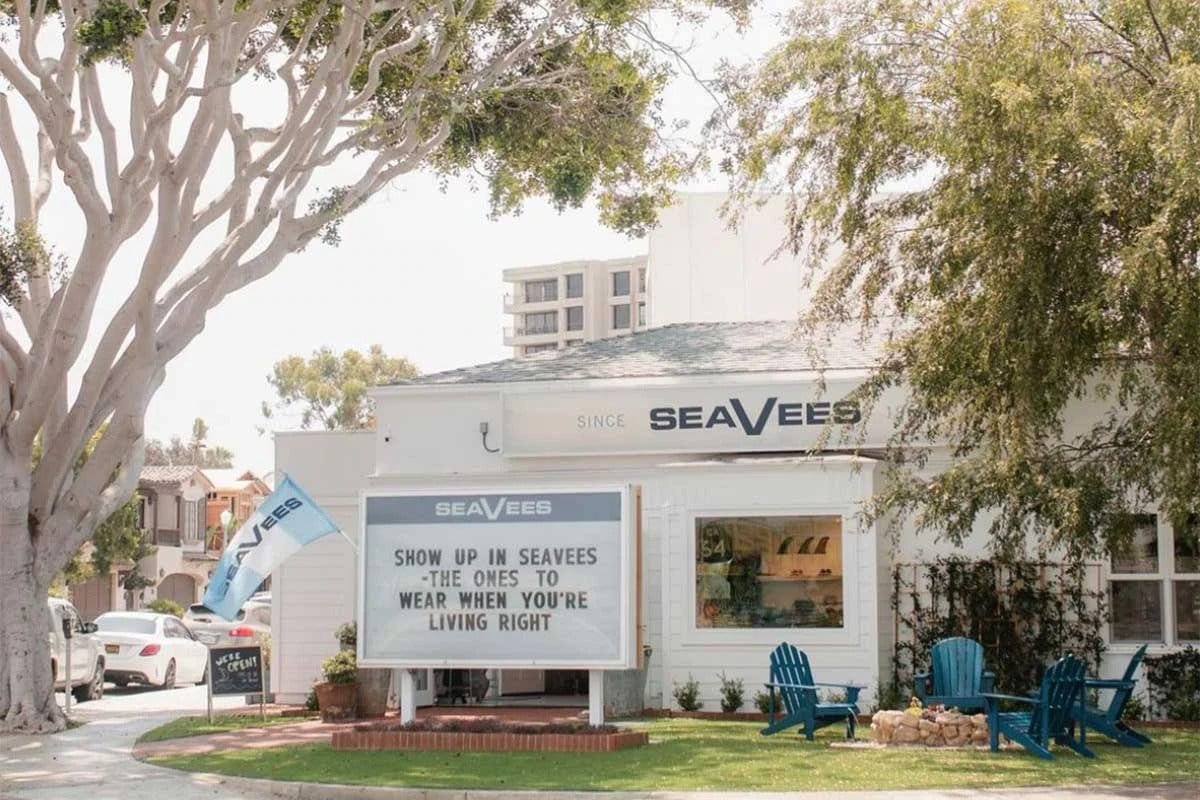 SINCE SEAVEES
SEAVEES
SHOW UP IN SEAVEES
-THE ONES TO
WEAR WHEN YOU'RE
LIVING RIGHT
SEAVEES
WE'RE
OPEN!